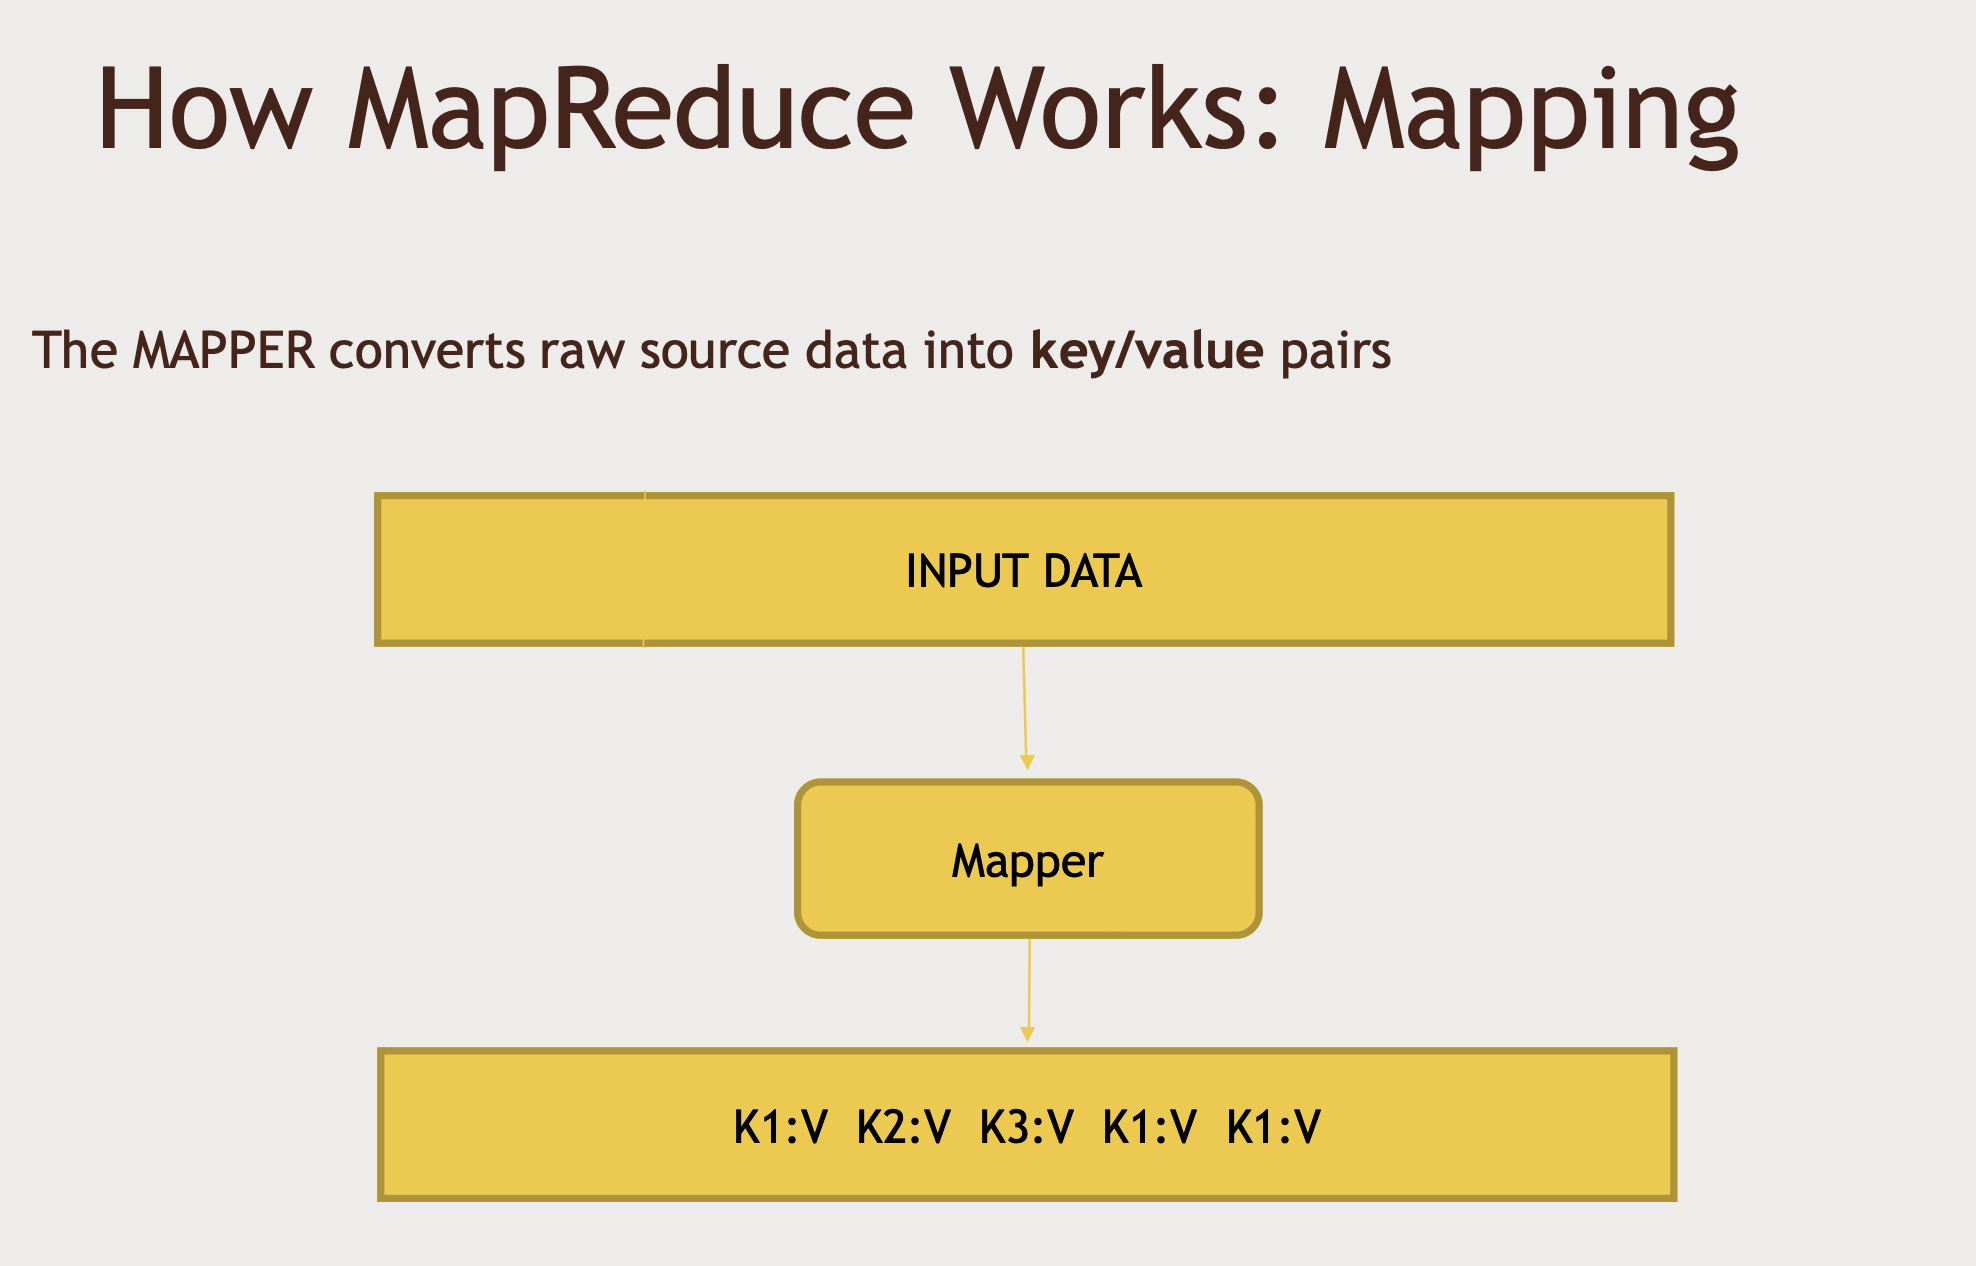 How MapReduce Works: Mapping
The MAPPER converts raw source data into key/value pairs
INPUT DATA
Mapper
K1:V K2:V K3:V K1:V K1:V